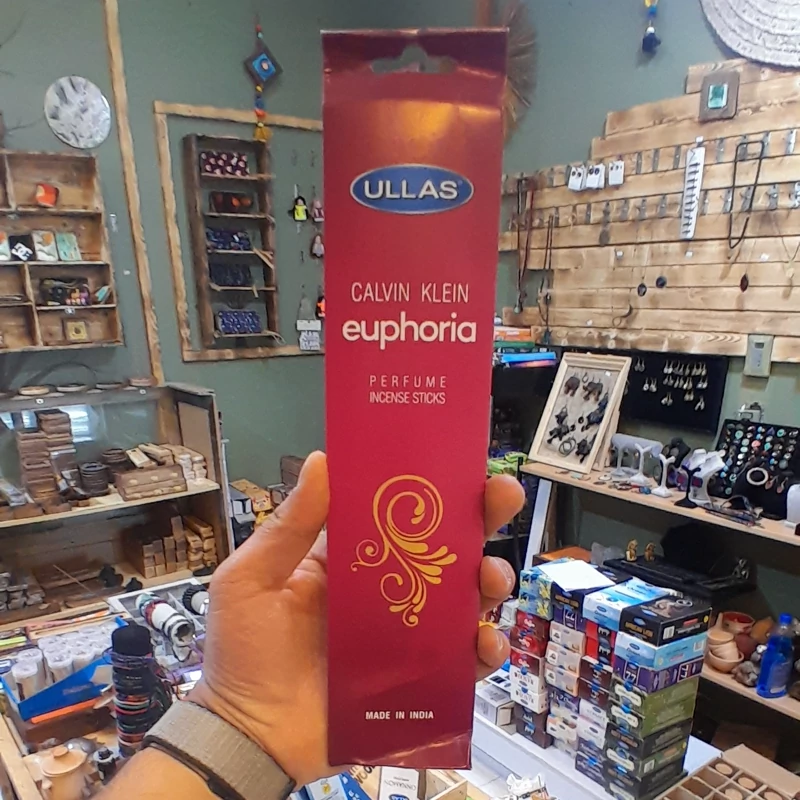 ULLAS
CALVIN KLEIN
euphoria
PERFUME
INCENSE STICKS
MADE IN INDIA